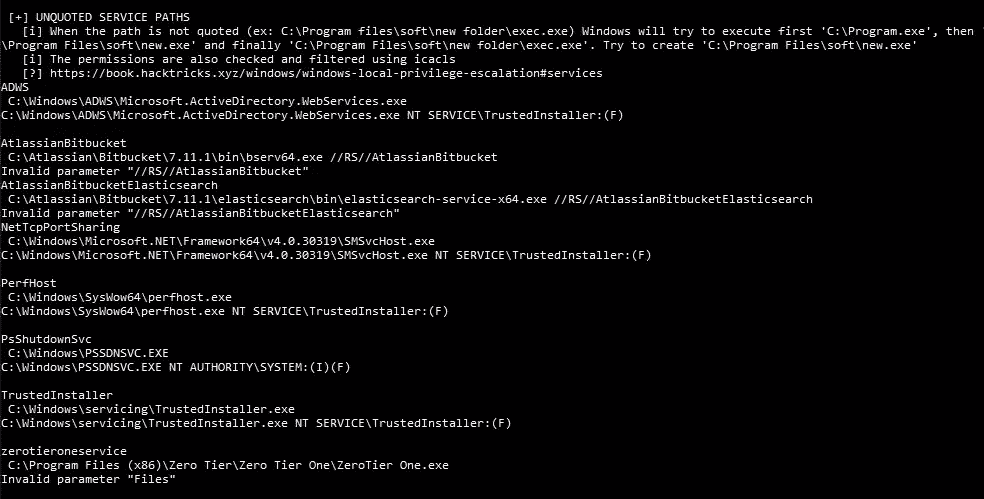 [+] UNQUOTED SERVICE PATHS
[i] When the path is not quoted (ex: C:\Program files\soft\new folder\exec.exe) Windows will try to execute first 'C:\Program.exe', then '
\Program Files\soft\new.exe' and finally 'C:\Program Files\soft\new folder\exec.exe'. Try to create 'C:\Program Files\soft\new.exe'
[i] The permissions are also checked and filtered using icacls
[?] https://book.hacktricks.xyz/windows/windows-local-privilege-escalation#services
ADWS
C:\Windows\ADWS\Microsoft.ActiveDirectory.WebServices.exe
C:\Windows\ADWS\Microsoft.ActiveDirectory.WebServices.exe NT SERVICE\TrustedInstaller:(F)
AtlassianBitbucket
C:\Atlassian\Bitbucket\7.11.1\bin\bserv64.exe //RS//AtlassianBitbucket
Invalid parameter "//RS//AtlassianBitbucket"
AtlassianBitbucketElasticsearch
C:\Atlassian\Bitbucket\7.11.1\elasticsearch\bin\elasticsearch-service-x64.exe //RS//AtlassianBitbucketElasticsearch
Invalid parameter "//RS//AtlassianBitbucketElasticsearch"
NetTcpPortSharing
C:\Windows\Microsoft.NET\Framework64\v4.0.30319\SMSvcHost.exe
C:\Windows\Microsoft.NET\Framework64\v4.0.30319\SMSvcHost.exe NT SERVICE\TrustedInstaller:(F)
PerfHost
C:\Windows\SysWow64\perfhost.exe
C:\Windows\SysWow64\perfhost.exe NT SERVICE\TrustedInstaller:(F)
PsShutdownSvc
C:\Windows\PSSDNSVC.EXE
C:\Windows\PSSDNSVC.EXE NT AUTHORITY\SYSTEM:(I)(F)
TrustedInstaller
C:\Windows\servicing\TrustedInstaller.exe
C:\Windows\servicing\TrustedInstaller.exe NT SERVICE\TrustedInstaller:(F)
zerotieroneservice
C:\Program Files (x86)\Zero Tier\Zero Tier One\ZeroTier One.exe
Invalid parameter "Files"